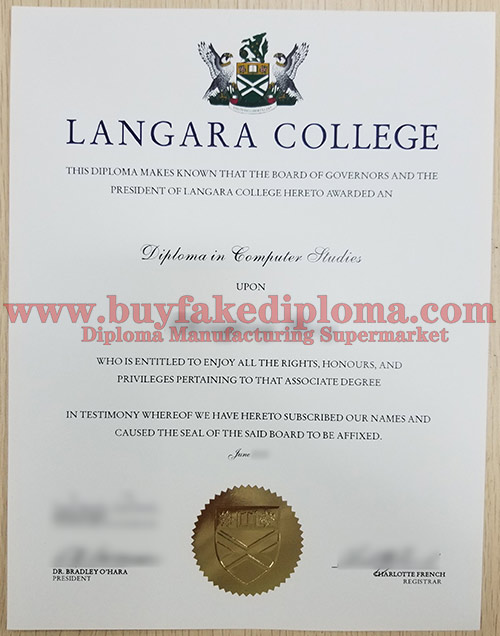 LANGARA COLLEGE
THIS DIPLOMA MAKES KNOWN THAT THE BOARD OF GOVERNORS AND THE
PRESIDENT OF LANGARA COLLEGE HERETO AWARDED AN
Diploma in Computer Studies
UPON
www.buyfakediploma.com
Diploma Manufacturing Supermarket
WHO IS ENTITLED TO ENJOY ALL THE RIGHTS, HONOURS, AND
PRIVILEGES PERTAINING TO THAT ASSOCIATE DEGREE
IN TESTIMONY WHEREOF WE HAVE HERETO SUBSCRIBED OUR NAMES AND
CAUSED THE SEAL OF THE SAID BOARD TO BE AFFIXED.
June
DR. BRADLEY O'HARA
PRESIDENT
CHARLOTTE FRENCH
REGISTRAR